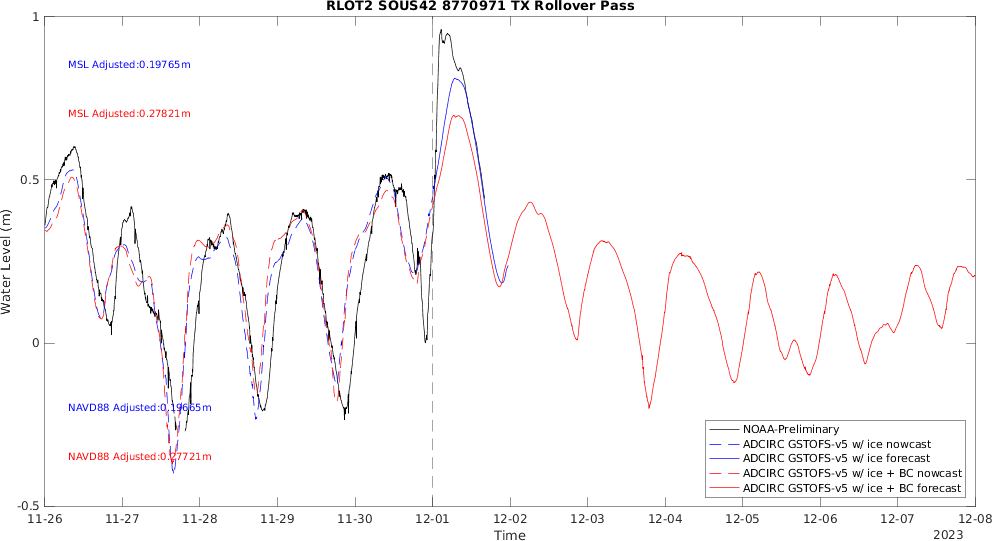 RLOT2 SOUS42 8770971 TX Rollover Pass
1
MSL Adjusted:0.19765m
MSL Adjusted:0.27821m
0.5
Water Level (m)
0
NAVD88 Adjusted:0.19665m
NAVD88 Adjusted:0.27721m
NOAA-Preliminary
ADCIRC GSTOFS-v5 w/ ice nowcast
ADCIRC GSTOFS-v5 w/ ice forecast
ADCIRC GSTOFS-v5 w/ ice + BC nowcast
ADCIRC GSTOFS-v5 w/ ice + BC forecast
-0.5
11-26 11-27 11-28 11-29 11-30 12-01 12-02 12-03 12-04 12-05 12-06 12-07 12-08
Time
2023